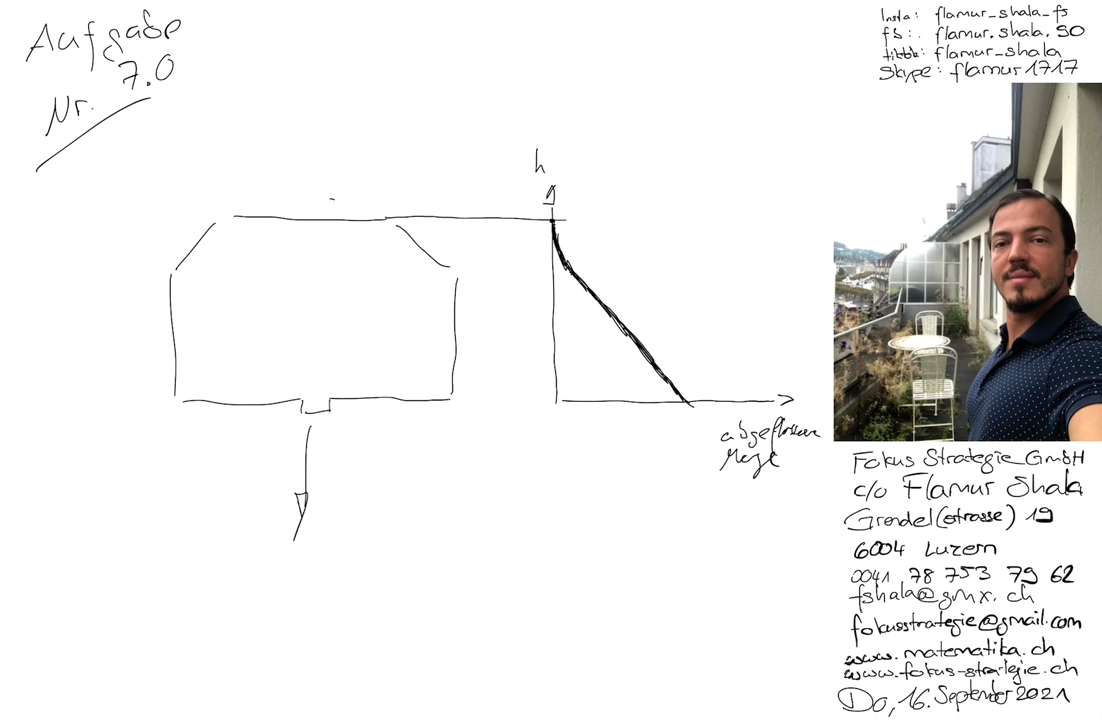 Aufgabe
Nr. 7.0
h
abgeflossene
Menge
Insta: flamur_shala_fs
fb: flamur.shala.90
tiktok: flamur_shala
Skype: flamur1717
Fokus Strategie GmbH
c/o Flamur Shala
Grendel(strasse) 19
6004 Luzern
0041 78 753 79 62
fshala@gmx.ch
fokusstrategie@gmail.com
www.matematika.ch
www.fokus-strategie.ch
Do, 16. September 2021